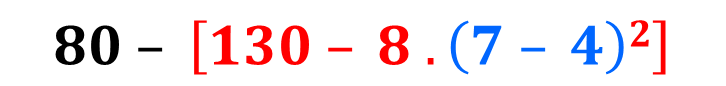 80 – [130 – 8 . (7 – 4)²]